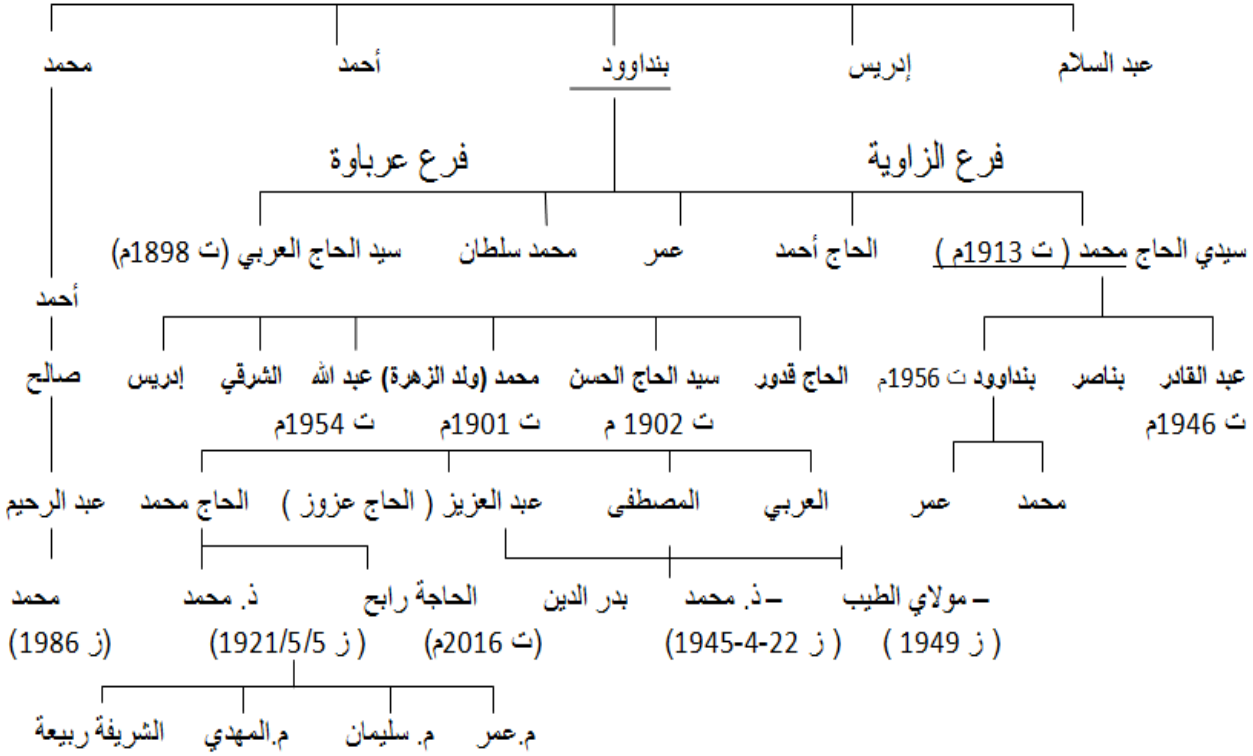 عبد السلام إدريس بنداوود أحمد محمد
فرع الزاوية فرع عرباوة
سيدي الحاج محمد ( ت 1913م ) الحاج أحمد عمر محمد سلطان سيد الحاج العربي (ت 1898م)
أحمد
عبد القادر بناصر بنداوود ت 1956م الحاج قدور سيد الحاج الحسن محمد (ولد الزهرة) عبد الله الشرقي إدريس صالح
ت 1946م ت 1902 م ت 1901م ت 1954م
محمد عمر العربي المصطفى عبد العزيز ( الحاج عزوز ) الحاج محمد عبد الرحيم
– مولاي الطيب – ذ. محمد بدر الدين الحاجة رابح ذ. محمد محمد
( ز 1949 ) ( ز 22-4-1945) (ت 2016م) ( ز 1921/5/5) (ز 1986)
م.عمر م. سليمان م.المهدي الشريفة ربيعة